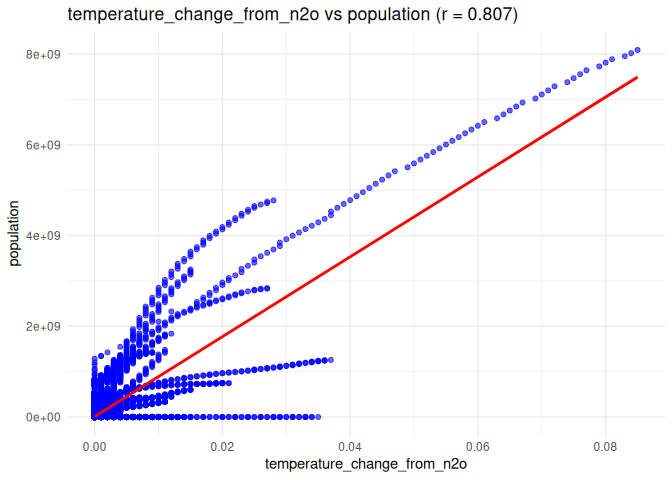 temperature_change_from_n2o vs population (r = 0.807)
8e+09
6e+09
4e+09
2e+09
0e+00
population
0.00 0.02 0.04 0.06 0.08
temperature_change_from_n2o